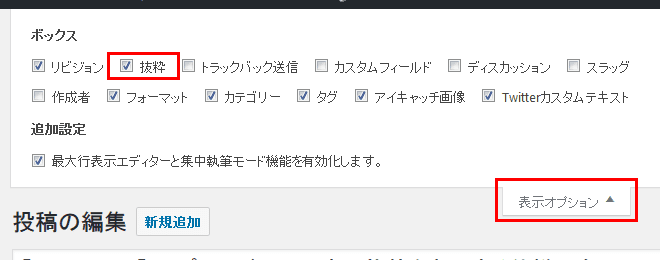 ボックス
リビジョン 抜粋 トラックバック送信 カスタムフィールド ディスカッション スラッグ
作成者 フォーマット カテゴリー タグ アイキャッチ画像 Twitterカスタムテキスト
追加設定
最大行表示エディターと集中執筆モード機能を有効化します。
表示オプション ▲
投稿の編集 新規追加